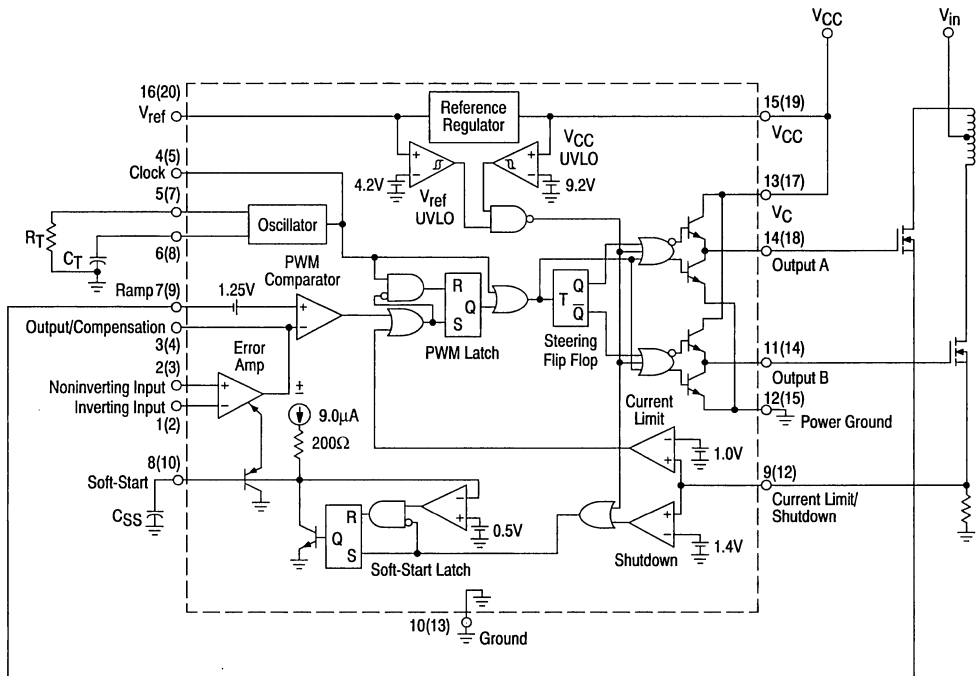 VCC
Vin
16(20)
Vref
Reference
Regulator
15(19)
VCC
VCC
UVLO
4(5)
Clock
4.2V
Vref
UVLO
9.2V
13(17)
VC
5(7)
RT
CT
6(8)
Oscillator
14(18)
Output A
PWM
Comparator
Ramp 7(9)
1.25V
+
−
R
Q
S
PWM Latch
T
Q
Q̅
Steering
Flip Flop
Output/Compensation
3(4)
Error
Amp
11(14)
Output B
2(3)
Noninverting Input
Inverting Input
1(2)
+
−
±
9.0µA
200Ω
Current
Limit
12(15)
Power Ground
1.0V
8(10)
Soft-Start
CSS
9(12)
Current Limit/
Shutdown
R
Q
S
0.5V
Soft-Start Latch
1.4V
Shutdown
10(13)
Ground